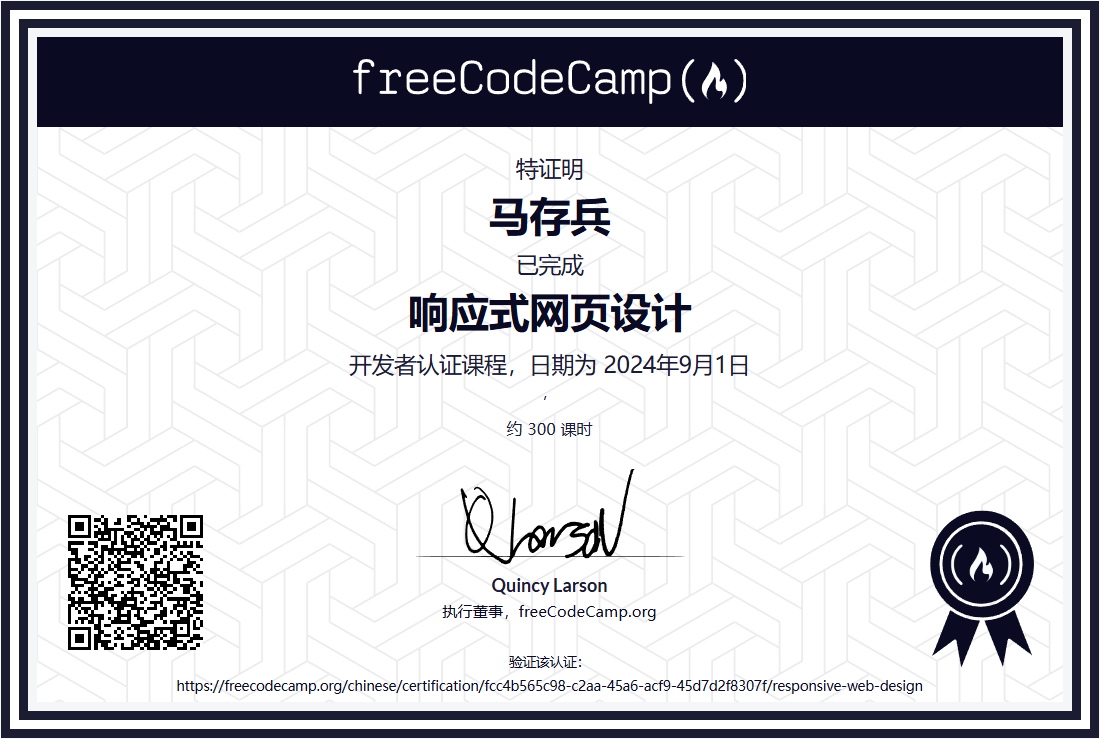 freeCodeCamp(🔥)
特证明
马存兵
已完成
响应式网页设计
开发者认证课程，日期为 2024年9月1日
，
约 300 课时
Q Larson
Quincy Larson
执行董事，freeCodeCamp.org
验证该认证：
https://freecodecamp.org/chinese/certification/fcc4b565c98-c2aa-45a6-acf9-45d7d2f8307f/responsive-web-design